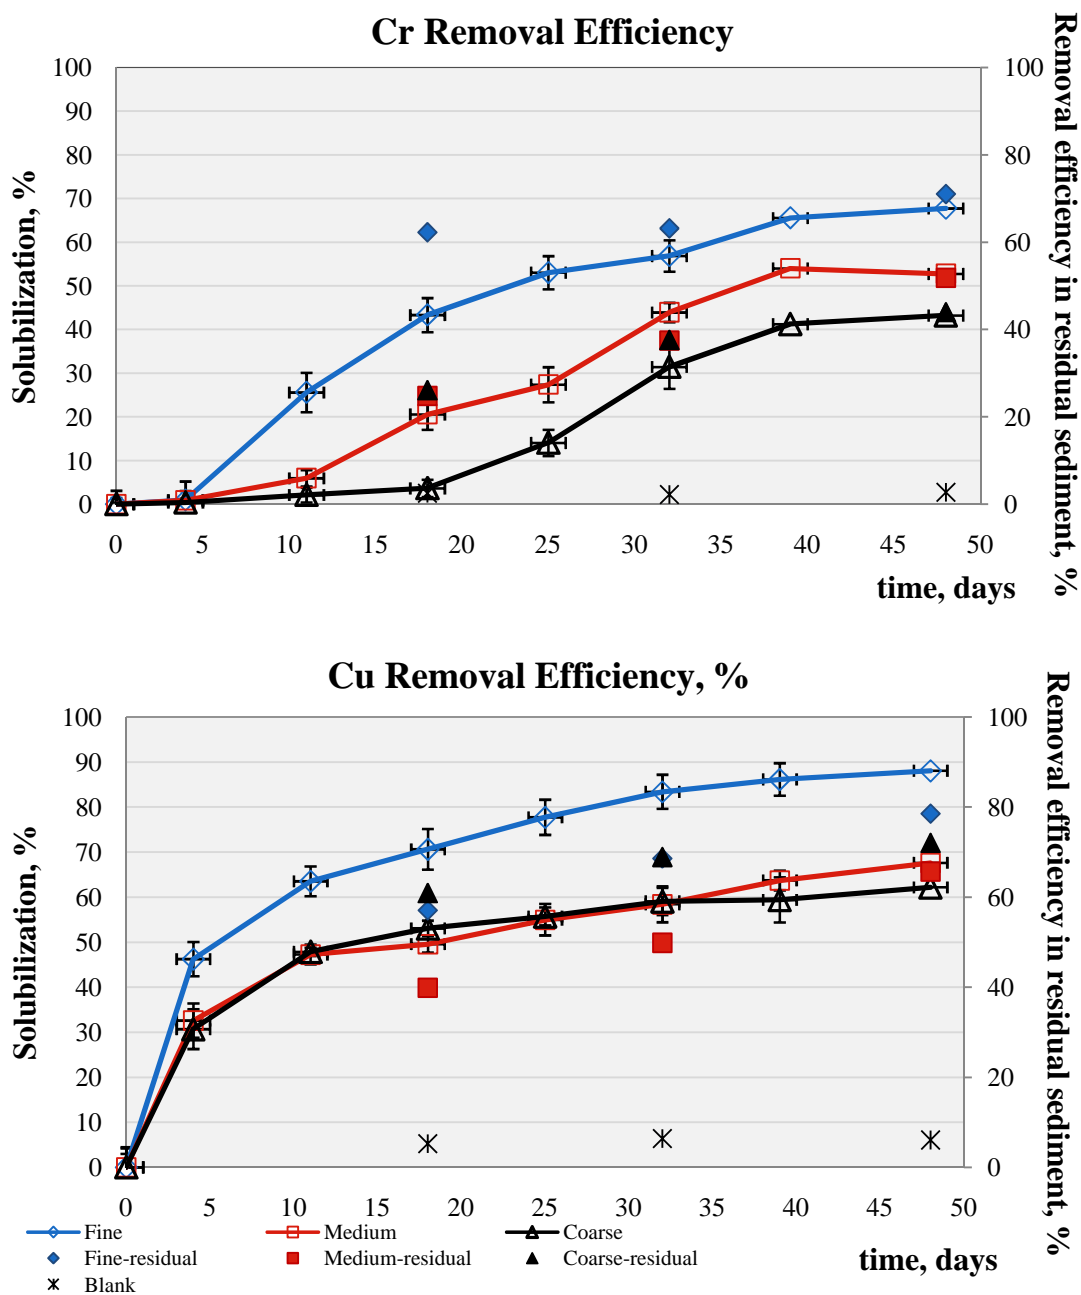 Cr Removal Efficiency
Solubilization, %
100
90
80
70
60
50
40
30
20
10
0
100
80
60
40
20
0
Removal efficiency in residual sediment, %
0 5 10 15 20 25 30 35 40 45 50
time, days
Cu Removal Efficiency, %
Solubilization, %
100
90
80
70
60
50
40
30
20
10
0
100
80
60
40
20
0
Removal efficiency in residual sediment, %
0 5 10 15 20 25 30 35 40 45 50
time, days
Fine Medium Coarse
Fine-residual Medium-residual Coarse-residual
Blank